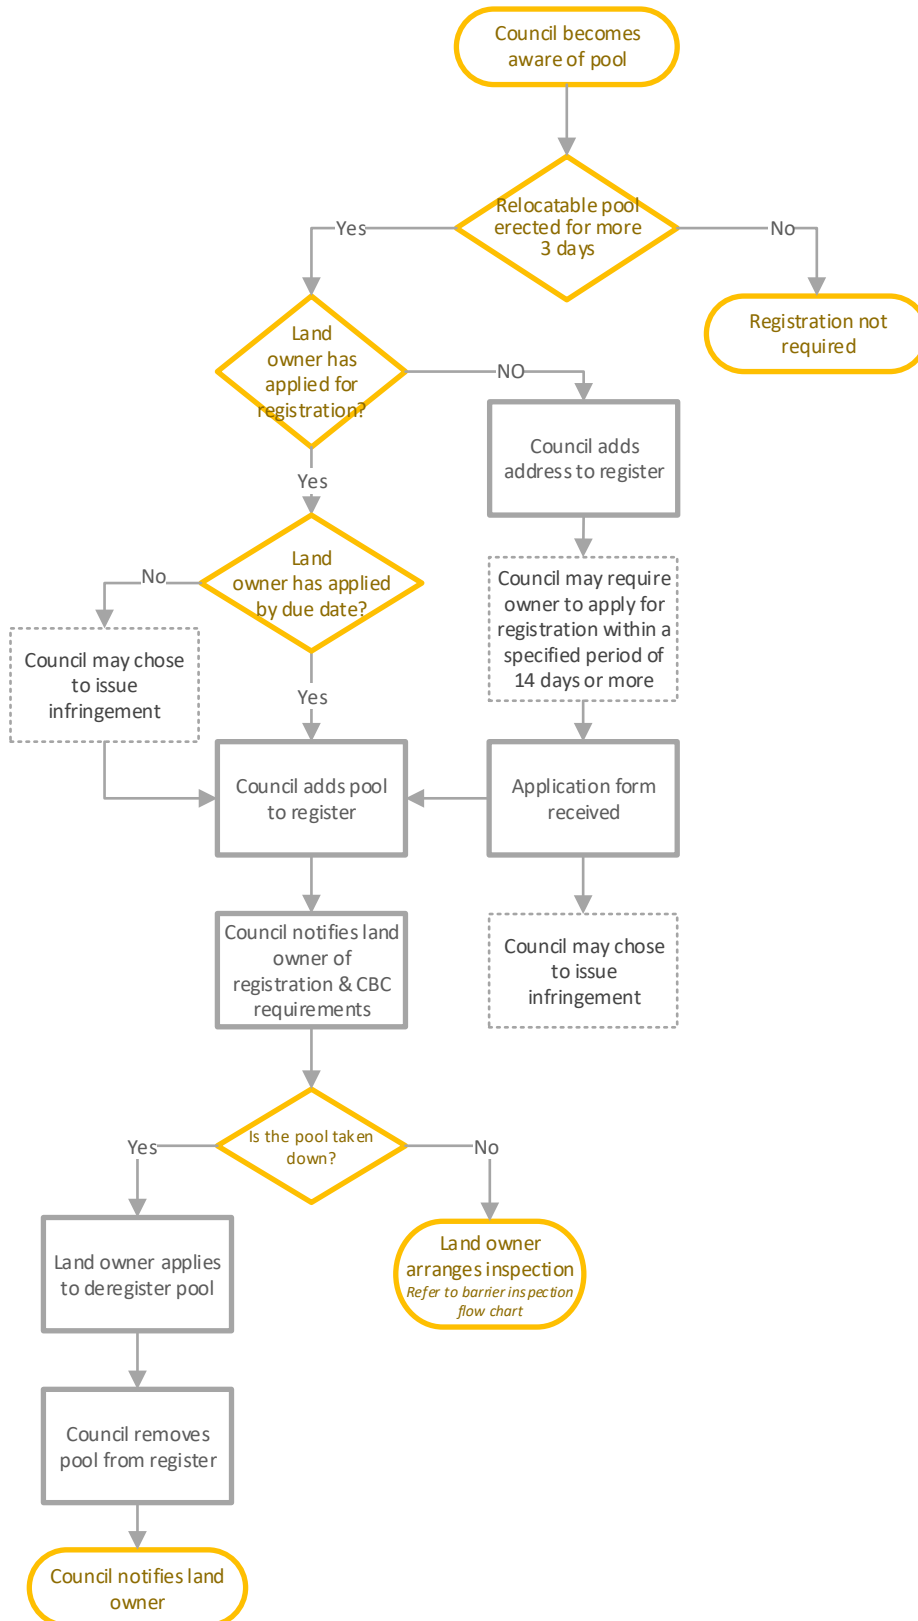 Council becomes
aware of pool
Relocatable pool
erected for more
3 days
Yes
No
Registration not
required
Land
owner has
applied for
registration?
NO
Council adds
address to register
Yes
Land
owner has applied
by due date?
No
Council may require
owner to apply for
registration within a
specified period of
14 days or more
Council may chose
to issue
infringement
Yes
Council adds pool
to register
Application form
received
Council notifies land
owner of
registration & CBC
requirements
Council may chose
to issue
infringement
Is the pool taken
down?
Yes
No
Land owner applies
to deregister pool
Land owner
arranges inspection
Refer to barrier inspection
flow chart
Council removes
pool from register
Council notifies land
owner